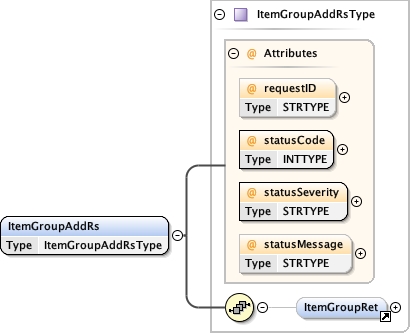 ItemGroupAddRsType
@ Attributes
@ requestID
Type STRTYPE
@ statusCode
Type INTTYPE
@ statusSeverity
Type STRTYPE
@ statusMessage
Type STRTYPE
ItemGroupAddRs
Type ItemGroupAddRsType
ItemGroupRet